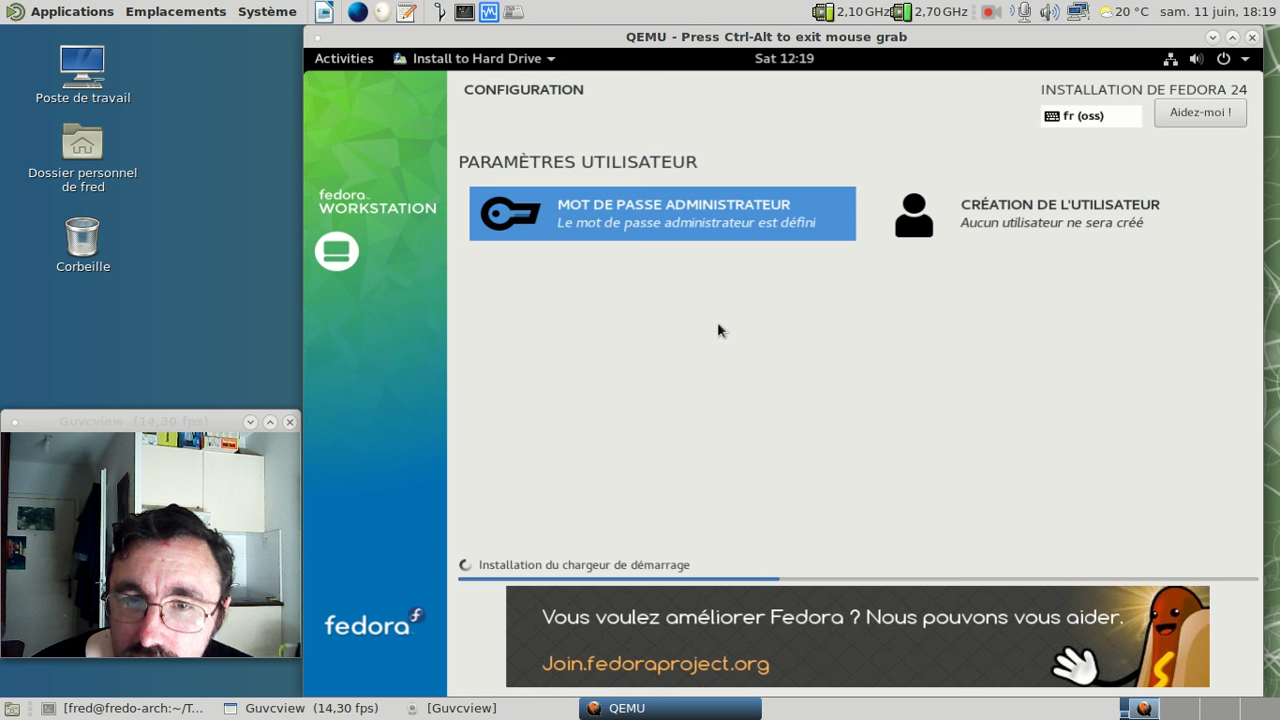 Applications Emplacements Système
2,10 GHz 2,70 GHz 20 °C sam. 11 juin, 18:19
QEMU - Press Ctrl-Alt to exit mouse grab
Activities Install to Hard Drive Sat 12:19
Poste de travail
Dossier personnel
de fred
Corbeille
CONFIGURATION
INSTALLATION DE FEDORA 24
fr (oss)
Aidez-moi !
PARAMÈTRES UTILISATEUR
fedora
WORKSTATION
MOT DE PASSE ADMINISTRATEUR
Le mot de passe administrateur est défini
CRÉATION DE L'UTILISATEUR
Aucun utilisateur ne sera créé
Guvcview (14,30 fps)
Installation du chargeur de démarrage
fedora
Vous voulez améliorer Fedora ? Nous pouvons vous aider.
Join.fedoraproject.org
[fred@fredo-arch:~/T... Guvcview (14,30 fps) [Guvcview] QEMU